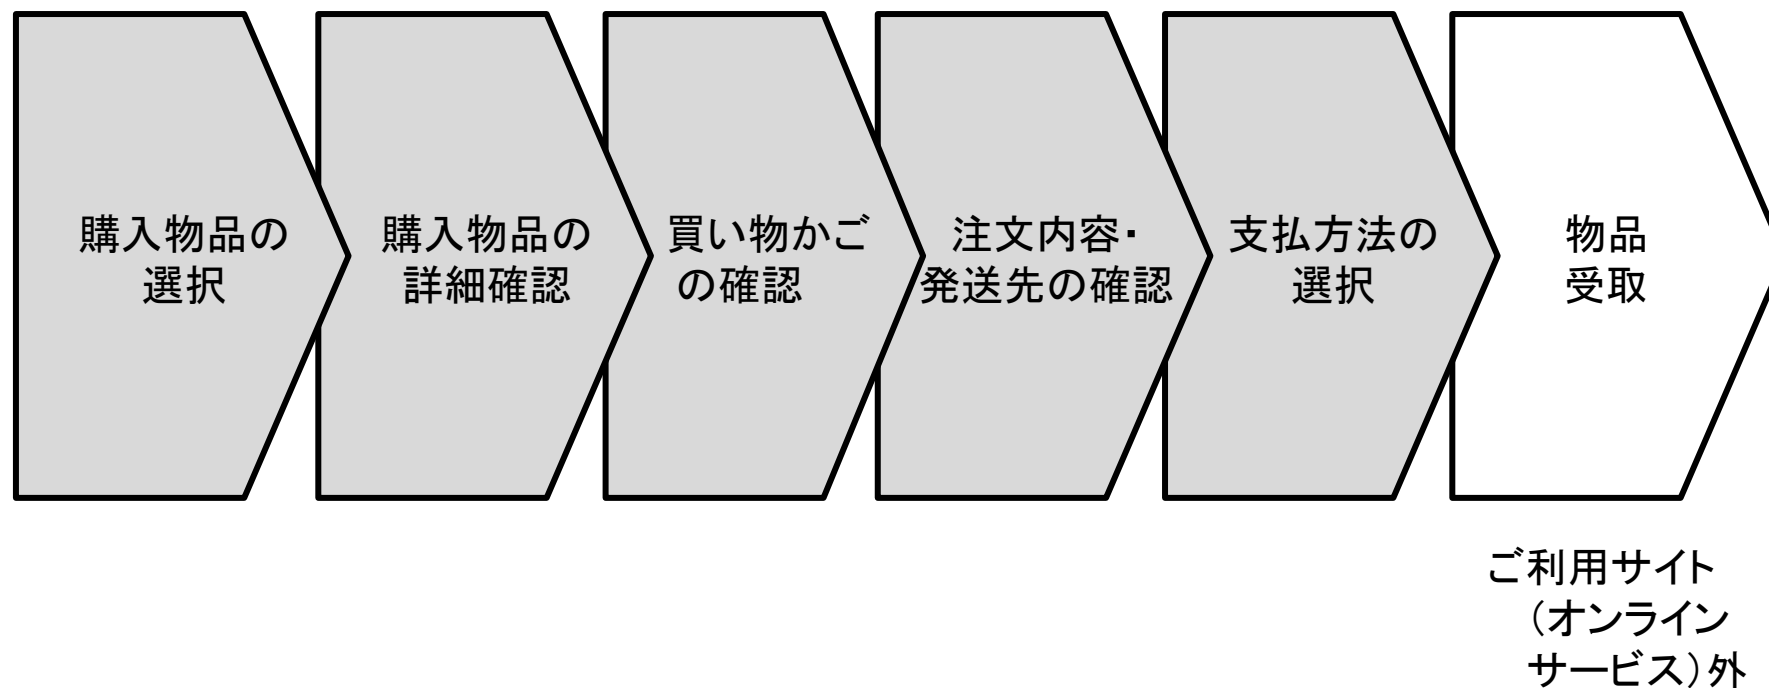 購入物品の
選択
購入物品の
詳細確認
買い物かご
の確認
注文内容・
発送先の確認
支払方法の
選択
物品
受取
ご利用サイト
（オンライン
サービス）外